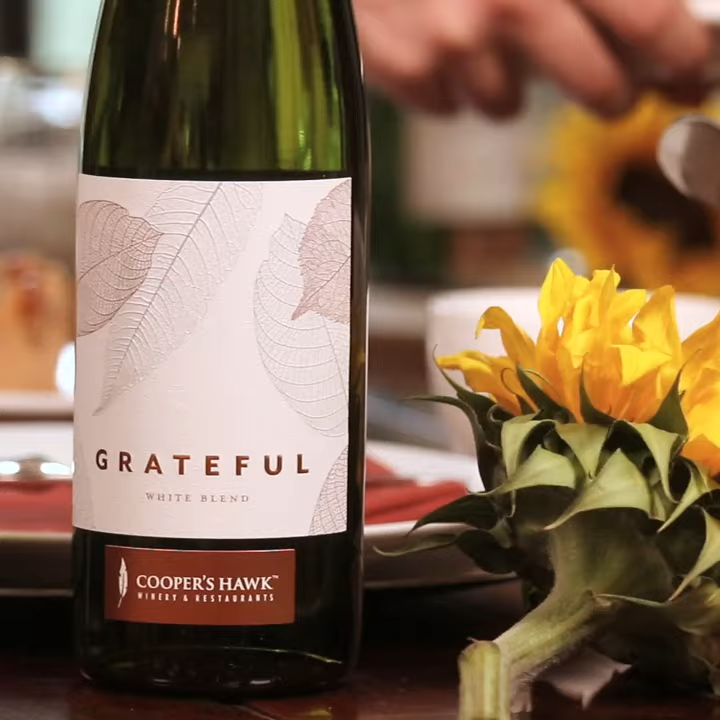 GRATEFUL
WHITE BLEND
COOPER'S HAWK™
WINERY & RESTAURANTS